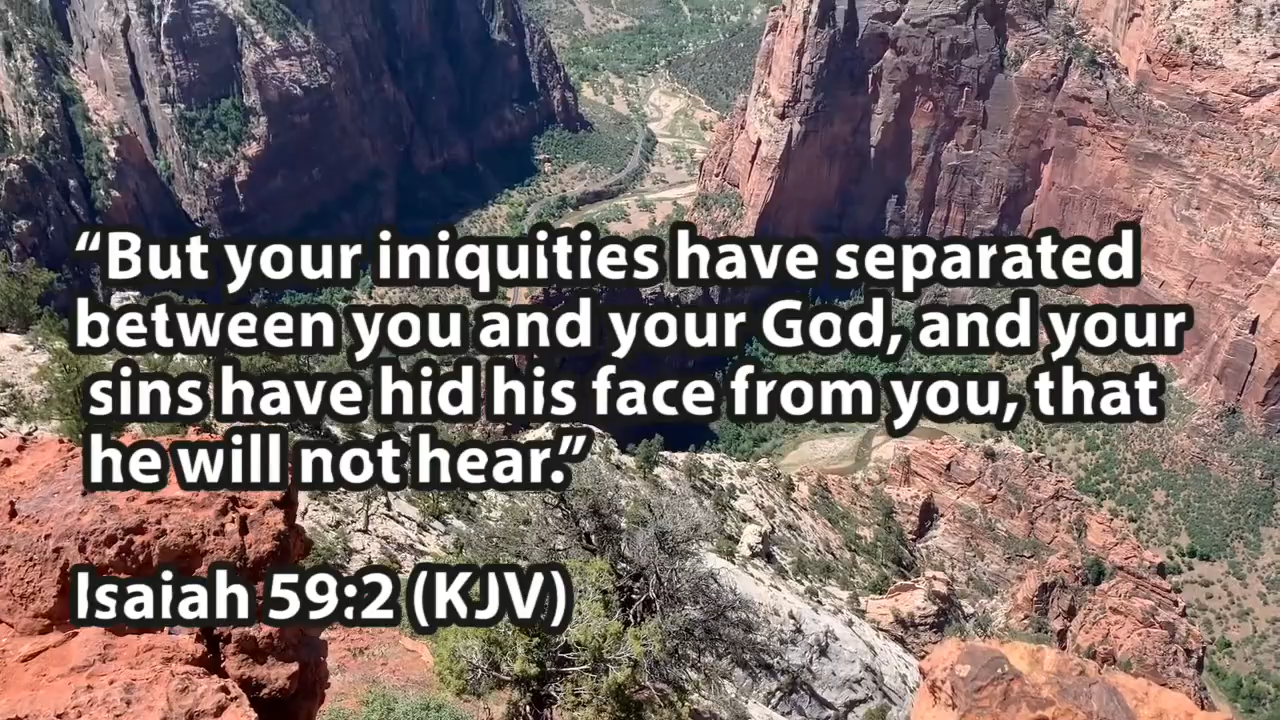 “But your iniquities have separated
between you and your God, and your
sins have hid his face from you, that
he will not hear.”
Isaiah 59:2 (KJV)